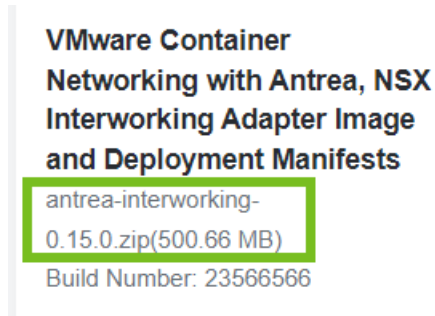 VMware Container
Networking with Antrea, NSX
Interworking Adapter Image
and Deployment Manifests
antrea-interworking-
0.15.0.zip(500.66 MB)
Build Number: 23566566